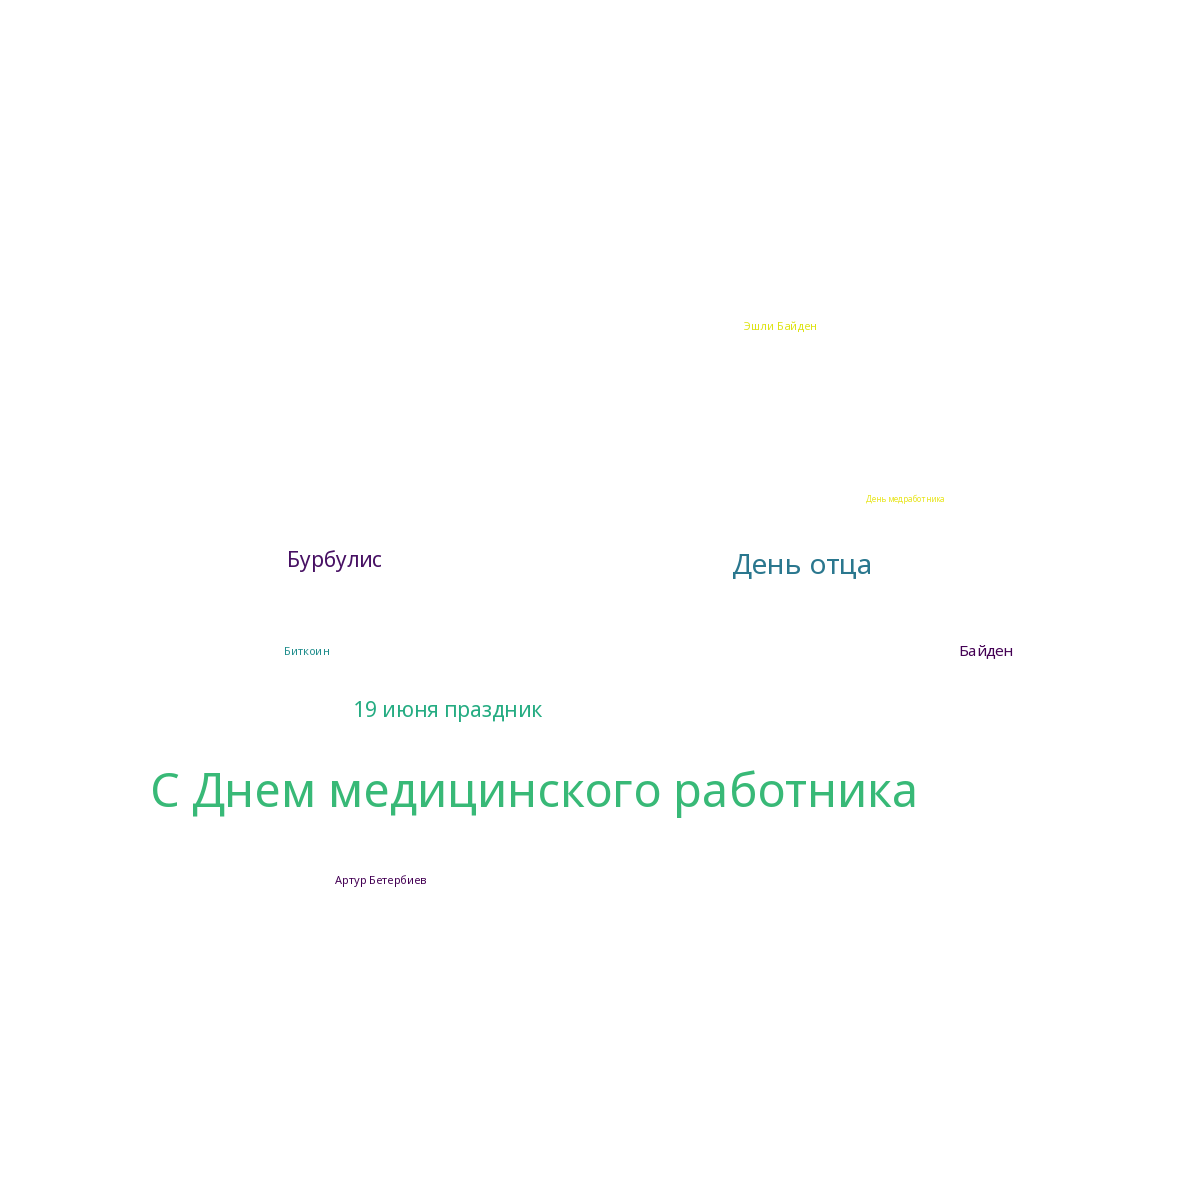 Эшли Байден
День медработника
Бурбулис
День отца
Биткоин
Байден
19 июня праздник
С Днем медицинского работника
Артур Бетербиев